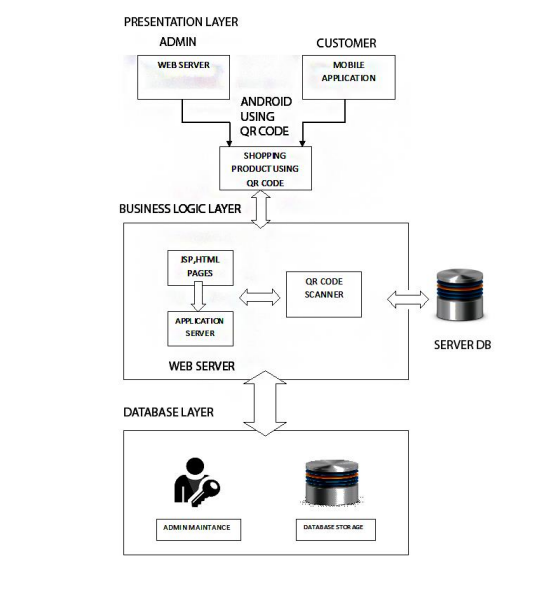 PRESENTATION LAYER
ADMIN
CUSTOMER
WEB SERVER
MOBILE
APPLICATION
ANDROID
USING
QR CODE
SHOPPING
PRODUCT USING
QR CODE
BUSINESS LOGIC LAYER
JSP,HTML
PAGES
QR CODE
SCANNER
APPLICATION
SERVER
SERVER DB
WEB SERVER
DATABASE LAYER
ADMIN MAINTANCE
DATABASE STORAGE